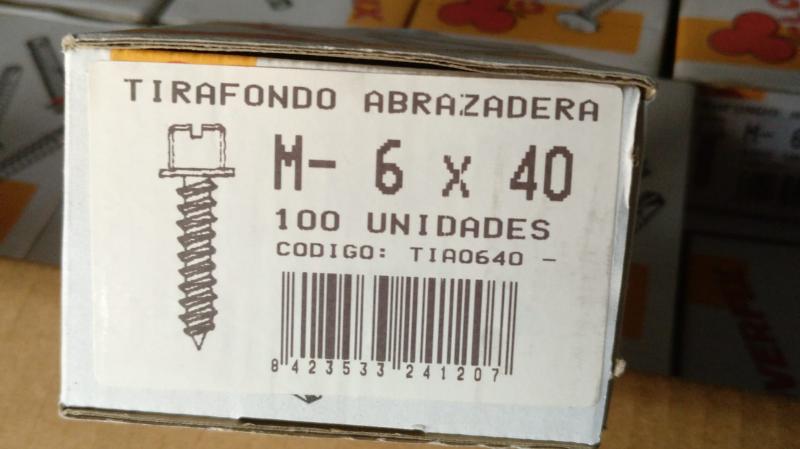 TIRAFONDO ABRAZADERA
M- 6 x 40
100 UNIDADES
CODIGO: TIA0640 -
8 423533 241207